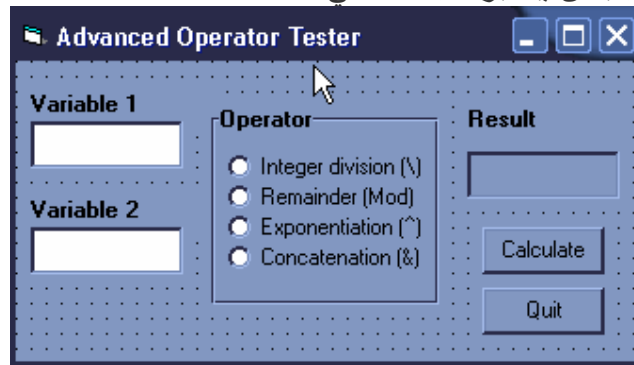 Advanced Operator Tester
Variable 1
Variable 2
Operator
Integer division (\)
Remainder (Mod)
Exponentiation (^)
Concatenation (&)
Result
Calculate
Quit